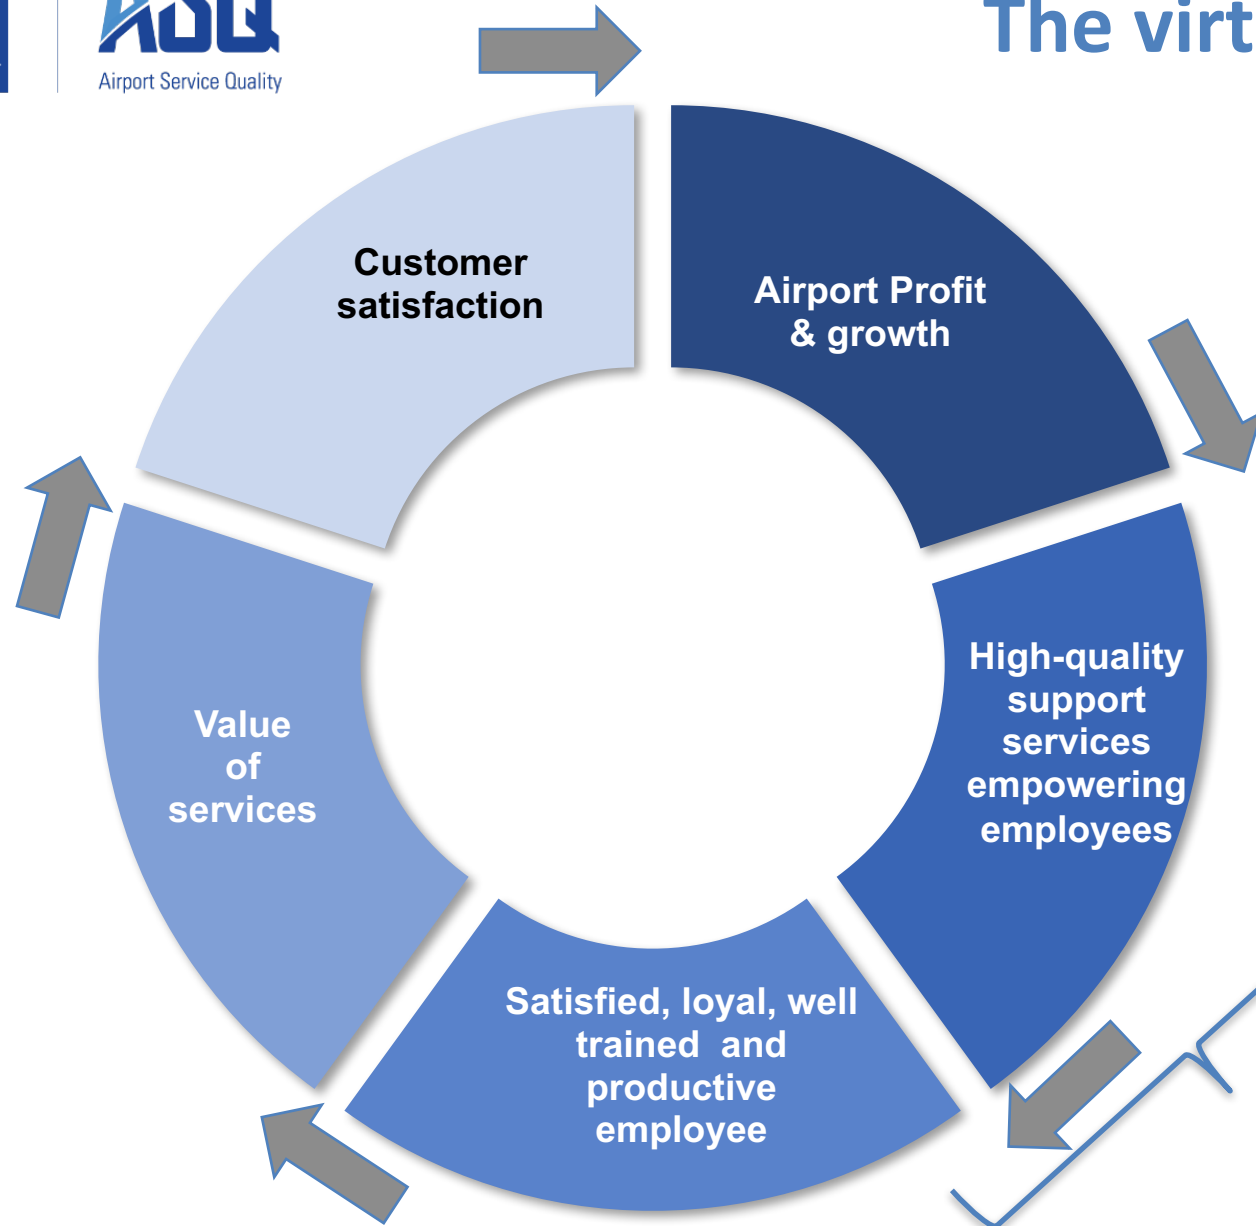 ASQ
Airport Service Quality
The virt
Customer
satisfaction
Airport Profit
& growth
High-quality
support
services
empowering
employees
Value
of
services
Satisfied, loyal, well
trained and
productive
employee